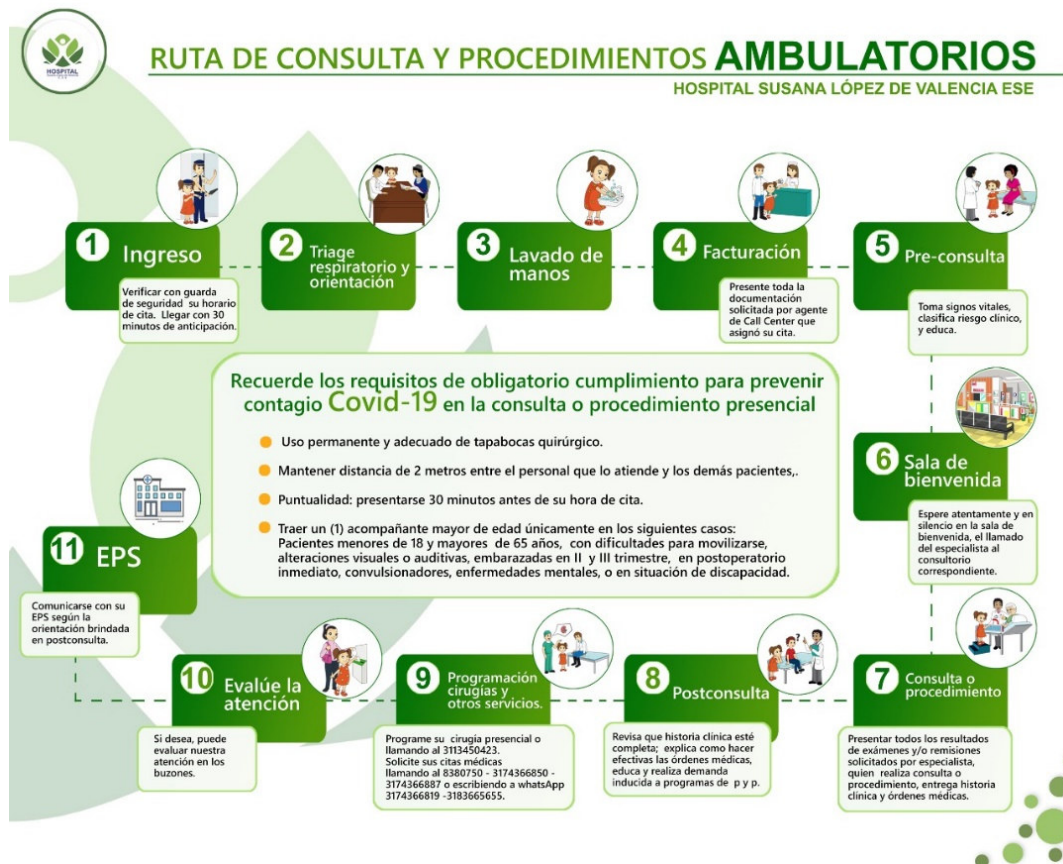 HOSPITAL
RUTA DE CONSULTA Y PROCEDIMIENTOS AMBULATORIOS
HOSPITAL SUSANA LÓPEZ DE VALENCIA ESE
1 Ingreso
Verificar con guarda
de seguridad su horario
de cita. Llegar con 30
minutos de anticipación.
2 Triage
respiratorio y
orientación
3 Lavado de
manos
4 Facturación
Presente toda la
documentación
solicitada por agente
de Call Center que
asignó su cita.
5 Pre-consulta
Toma signos vitales,
clasifica riesgo clínico,
y educa.
Recuerde los requisitos de obligatorio cumplimiento para prevenir
contagio Covid-19 en la consulta o procedimiento presencial
Uso permanente y adecuado de tapabocas quirúrgico.
Mantener distancia de 2 metros entre el personal que lo atiende y los demás pacientes,.
Puntualidad: presentarse 30 minutos antes de su hora de cita.
Traer un (1) acompañante mayor de edad únicamente en los siguientes casos:
Pacientes menores de 18 y mayores de 65 años, con dificultades para movilizarse,
alteraciones visuales o auditivas, embarazadas en II y III trimestre, en postoperatorio
inmediato, convulsionadores, enfermedades mentales, o en situación de discapacidad.
6 Sala de
bienvenida
Espere atentamente y en
silencio en la sala de
bienvenida, el llamado
del especialista al
consultorio
correspondiente.
7 Consulta o
procedimiento
Presentar todos los resultados
de exámenes y/o remisiones
solicitados por especialista,
quien realiza consulta o
procedimiento, entrega historia
clínica y órdenes médicas.
8 Postconsulta
Revisa que historia clínica esté
completa; explica como hacer
efectivas las órdenes médicas,
educa y realiza demanda
inducida a programas de p y p.
9 Programación
cirugías y
otros servicios.
Programe su cirugía presencial o
llamando al 3113450423.
Solicite sus citas médicas
llamando al 8380750 - 3174366850 -
3174366887 o escribiendo a whatsApp
3174366819 -3183665655.
10 Evalúe la
atención
Si desea, puede
evaluar nuestra
atención en los
buzones.
11 EPS
Comunicarse con su
EPS según la
orientación brindada
en postconsulta.